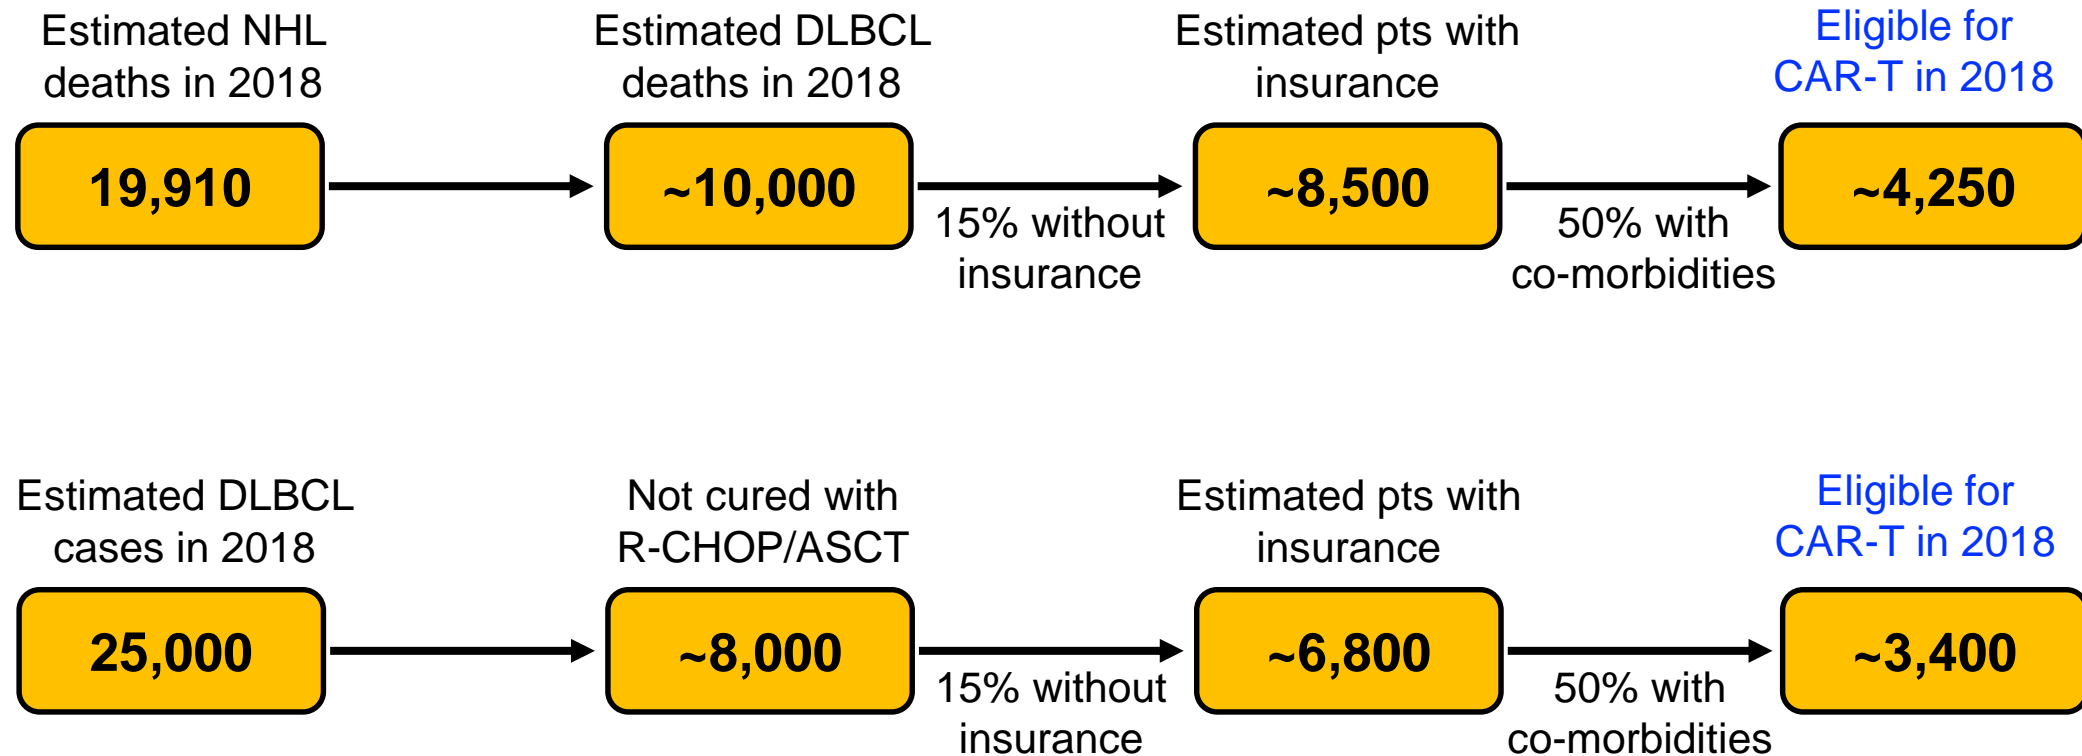 Estimated NHL
deaths in 2018
19,910
Estimated DLBCL
deaths in 2018
~10,000
15% without
insurance
Estimated pts with
insurance
~8,500
50% with
co-morbidities
Eligible for
CAR-T in 2018
~4,250
Estimated DLBCL
cases in 2018
25,000
Not cured with
R-CHOP/ASCT
~8,000
15% without
insurance
Estimated pts with
insurance
~6,800
50% with
co-morbidities
Eligible for
CAR-T in 2018
~3,400